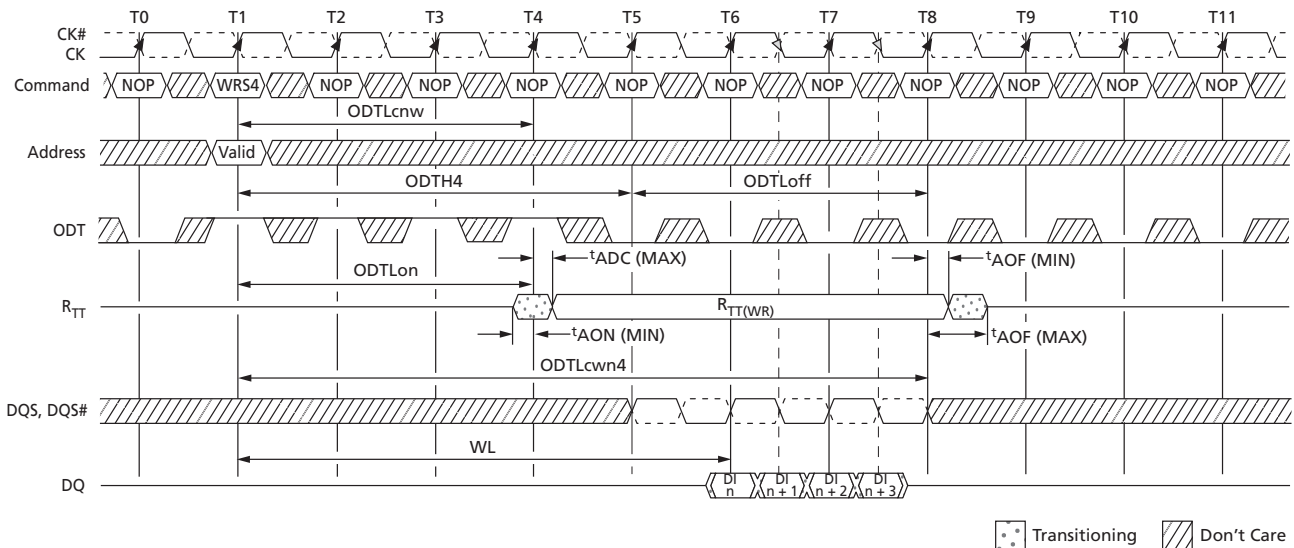 T0 T1 T2 T3 T4 T5 T6 T7 T8 T9 T10 T11
CK#
CK
Command NOP WRS4 NOP NOP NOP NOP NOP NOP NOP NOP NOP NOP
ODTLcnw
Address Valid
ODTH4 ODTLoff
ODT
tADC (MAX) tAOF (MIN)
ODTLon
RTT RTT(WR)
tAON (MIN) tAOF (MAX)
ODTLcwn4
DQS, DQS#
WL
DQ DI n DI n + 1 DI n + 2 DI n + 3
Transitioning Don't Care